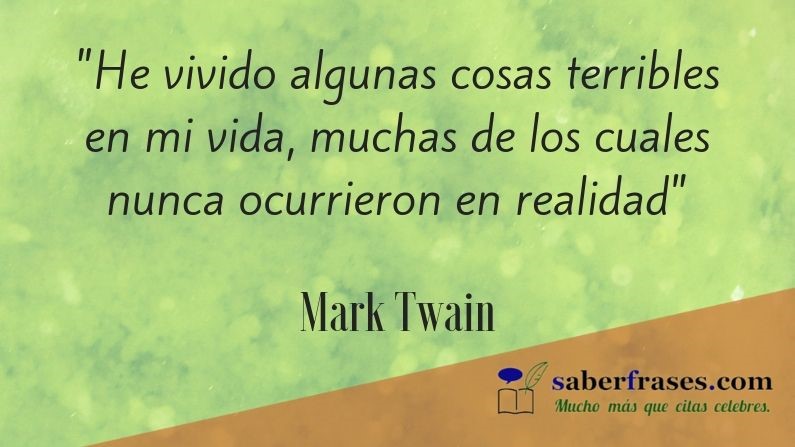 "He vivido algunas cosas terribles
en mi vida, muchas de los cuales
nunca ocurrieron en realidad"
Mark Twain
saberfrases.com
Mucho más que citas celebres.